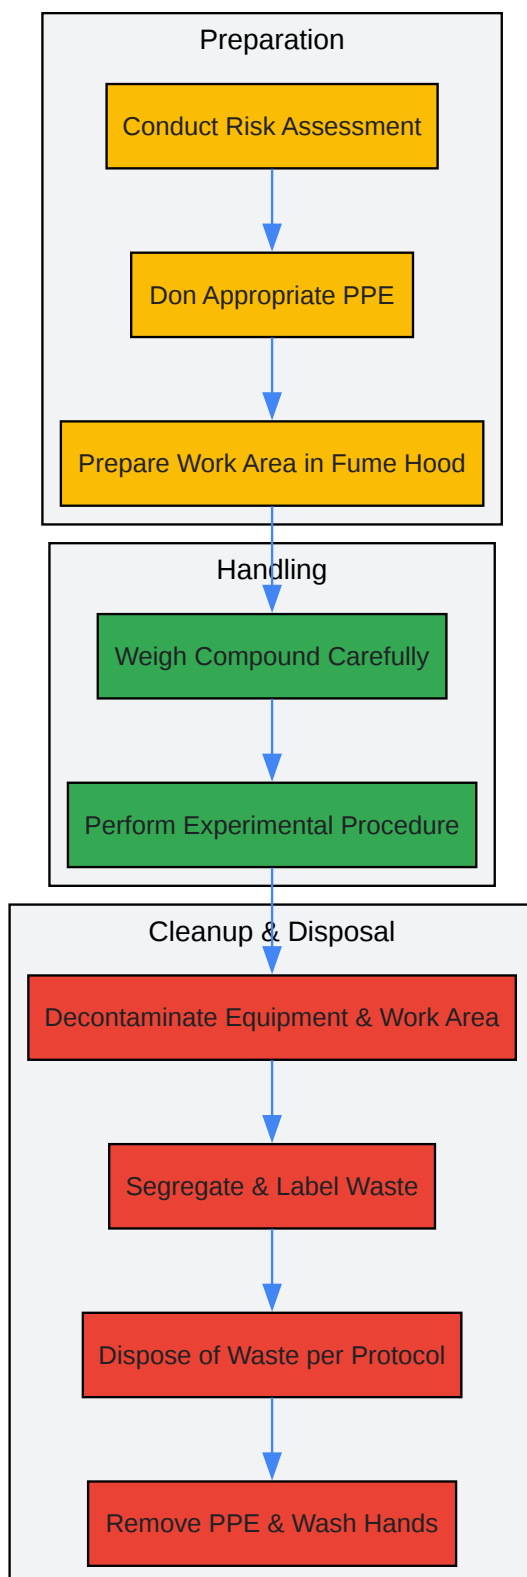 Preparation
Conduct Risk Assessment
Don Appropriate PPE
Prepare Work Area in Fume Hood
Handling
Weigh Compound Carefully
Perform Experimental Procedure
Cleanup & Disposal
Decontaminate Equipment & Work Area
Segregate & Label Waste
Dispose of Waste per Protocol
Remove PPE & Wash Hands